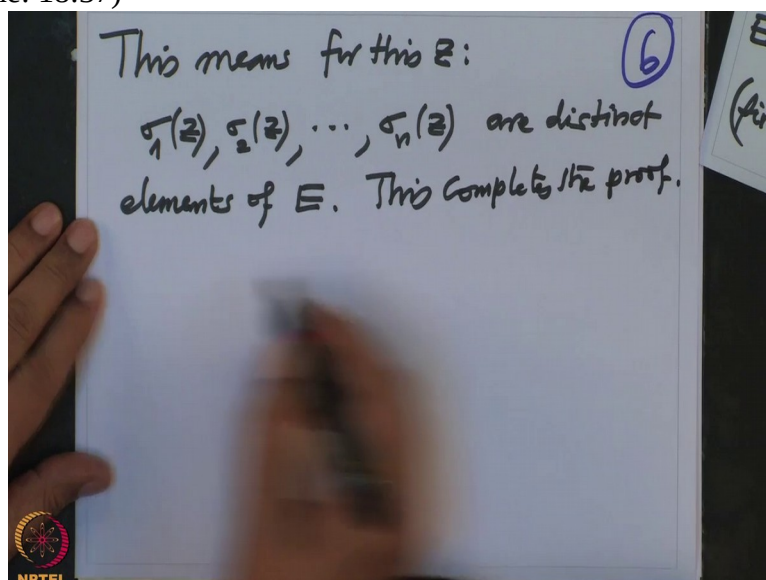 This means for this z: 6
σ₁(z), σ₂(z), ⋯, σₙ(z) are distinct
elements of E. This completes the proof.
E
NPTEL